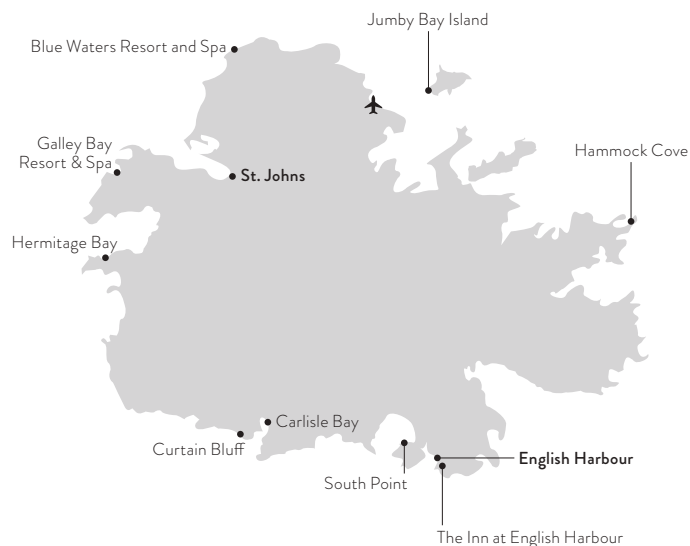 Jumby Bay Island
Blue Waters Resort and Spa
Galley Bay
Resort & Spa
Hammock Cove
St. Johns
Hermitage Bay
Carlisle Bay
Curtain Bluff
English Harbour
South Point
The Inn at English Harbour